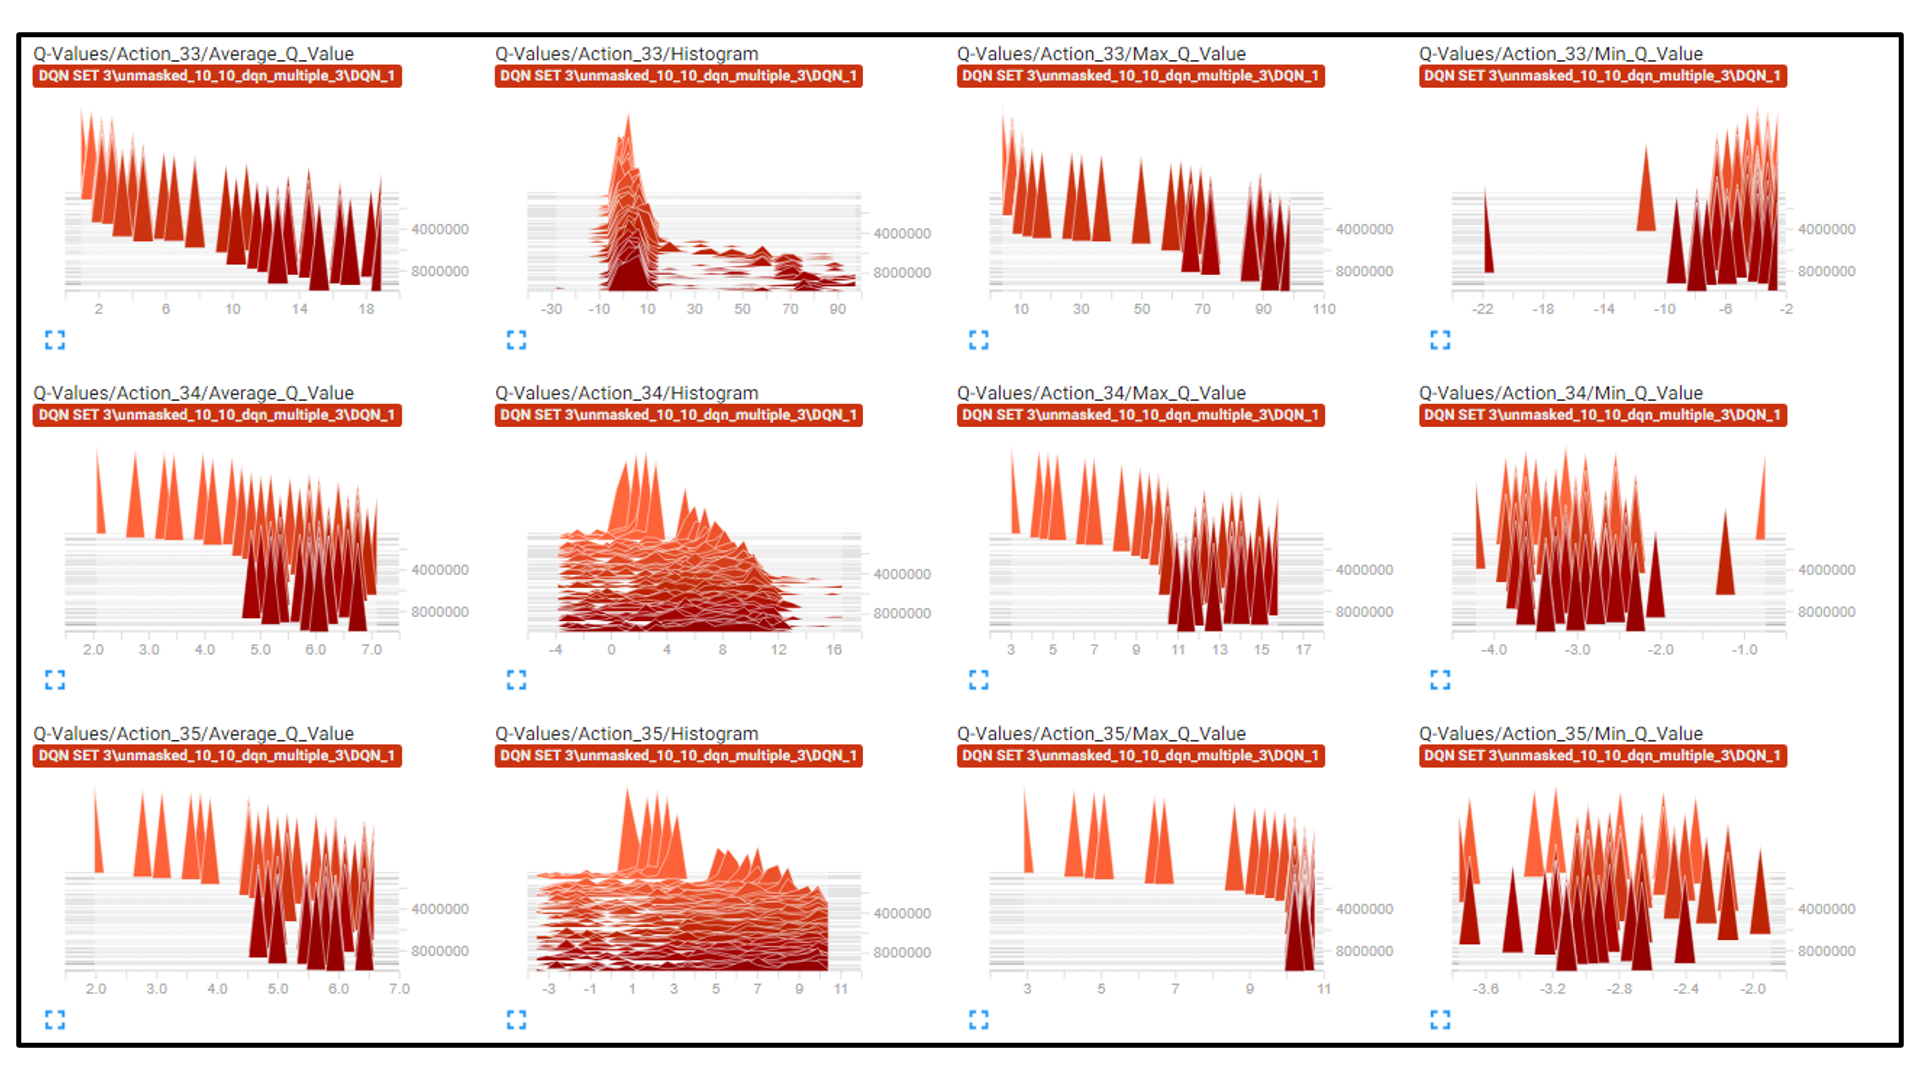 Q-Values/Action_33/Average_Q_Value
DQN SET 3\unmasked_10_10_dqn_multiple_3\DQN_1
4000000
8000000
2 6 10 14 18
Q-Values/Action_33/Histogram
DQN SET 3\unmasked_10_10_dqn_multiple_3\DQN_1
4000000
8000000
-30 -10 10 30 50 70 90
Q-Values/Action_33/Max_Q_Value
DQN SET 3\unmasked_10_10_dqn_multiple_3\DQN_1
4000000
8000000
10 30 50 70 90 110
Q-Values/Action_33/Min_Q_Value
DQN SET 3\unmasked_10_10_dqn_multiple_3\DQN_1
4000000
8000000
-22 -18 -14 -10 -6 -2
Q-Values/Action_34/Average_Q_Value
DQN SET 3\unmasked_10_10_dqn_multiple_3\DQN_1
4000000
8000000
2.0 3.0 4.0 5.0 6.0 7.0
Q-Values/Action_34/Histogram
DQN SET 3\unmasked_10_10_dqn_multiple_3\DQN_1
4000000
8000000
-4 0 4 8 12 16
Q-Values/Action_34/Max_Q_Value
DQN SET 3\unmasked_10_10_dqn_multiple_3\DQN_1
4000000
8000000
3 5 7 9 11 13 15 17
Q-Values/Action_34/Min_Q_Value
DQN SET 3\unmasked_10_10_dqn_multiple_3\DQN_1
4000000
8000000
-4.0 -3.0 -2.0 -1.0
Q-Values/Action_35/Average_Q_Value
DQN SET 3\unmasked_10_10_dqn_multiple_3\DQN_1
4000000
8000000
2.0 3.0 4.0 5.0 6.0 7.0
Q-Values/Action_35/Histogram
DQN SET 3\unmasked_10_10_dqn_multiple_3\DQN_1
4000000
8000000
-3 -1 1 3 5 7 9 11
Q-Values/Action_35/Max_Q_Value
DQN SET 3\unmasked_10_10_dqn_multiple_3\DQN_1
4000000
8000000
3 5 7 9 11
Q-Values/Action_35/Min_Q_Value
DQN SET 3\unmasked_10_10_dqn_multiple_3\DQN_1
4000000
8000000
-3.6 -3.2 -2.8 -2.4 -2.0